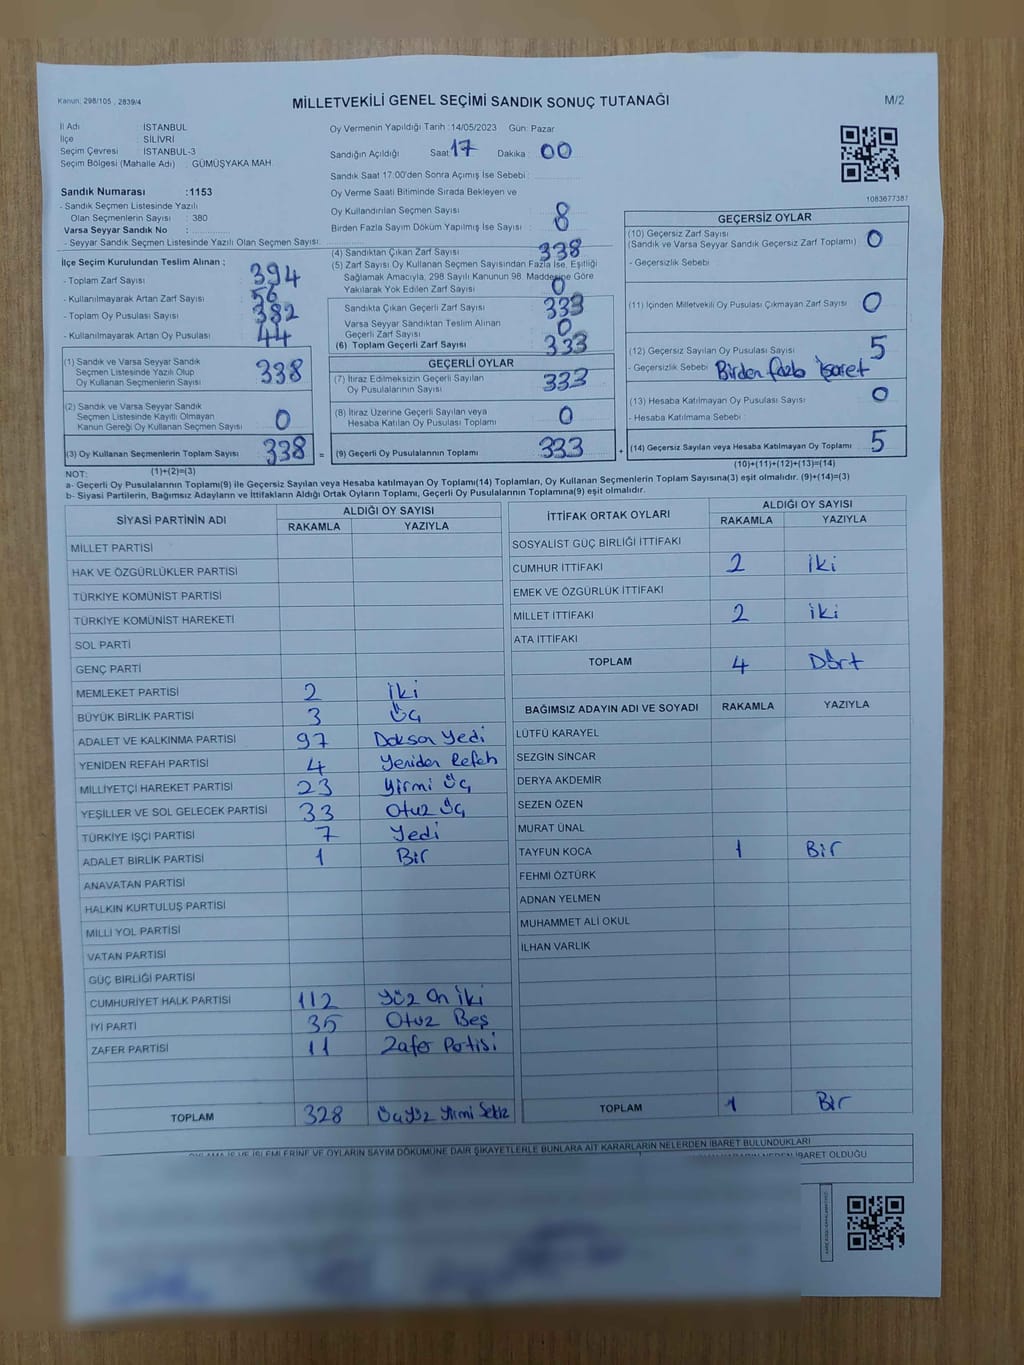 Kanun: 298/105 , 2839/4
MİLLETVEKİLİ GENEL SEÇİMİ SANDIK SONUÇ TUTANAĞI
M/2
İl Adı : İSTANBUL
İlçe : SİLİVRİ
Seçim Çevresi : İSTANBUL-3
Seçim Bölgesi (Mahalle Adı) : GÜMÜŞYAKA MAH.
Sandık Numarası :1153
- Sandık Seçmen Listesinde Yazılı
Olan Seçmenlerin Sayısı : 380
Varsa Seyyar Sandık No :
- Seyyar Sandık Seçmen Listesinde Yazılı Olan Seçmen Sayısı:
Oy Vermenin Yapıldığı Tarih :14/05/2023 Gün: Pazar
Sandığın Açıldığı Saat: 17 Dakika : 00
Sandık Saat 17.00'den Sonra Açılmış İse Sebebi :
Oy Verme Saati Bitiminde Sırada Bekleyen ve
Oy Kullandırılan Seçmen Sayısı : 8
Birden Fazla Sayım Döküm Yapılmış İse Sayısı :
1083677387
İlçe Seçim Kurulundan Teslim Alınan ;
- Toplam Zarf Sayısı : 394
- Kullanılmayarak Artan Zarf Sayısı : 56
- Toplam Oy Pusulası Sayısı : 382
- Kullanılmayarak Artan Oy Pusulası : 44
(1) Sandık ve Varsa Seyyar Sandık
Seçmen Listesinde Yazılı Olup
Oy Kullanan Seçmenlerin Sayısı 338
(2) Sandık ve Varsa Seyyar Sandık
Seçmen Listesinde Kayıtlı Olmayan
Kanun Gereği Oy Kullanan Seçmen Sayısı 0
(3) Oy Kullanan Seçmenlerin Toplam Sayısı 338 =
(4) Sandıktan Çıkan Zarf Sayısı 338
(5) Zarf Sayısı Oy Kullanan Seçmen Sayısından Fazla İse, Eşitliği
Sağlamak Amacıyla, 298 Sayılı Kanunun 98. Maddesine Göre
Yakılarak Yok Edilen Zarf Sayısı 0
Sandıkta Çıkan Geçerli Zarf Sayısı : 333
Varsa Seyyar Sandıktan Teslim Alınan
Geçerli Zarf Sayısı 0
(6) Toplam Geçerli Zarf Sayısı : 333
GEÇERLİ OYLAR
(7) İtiraz Edilmeksizin Geçerli Sayılan
Oy Pusulalarının Sayısı: 333
(8) İtiraz Üzerine Geçerli Sayılan veya
Hesaba Katılan Oy Pusulası Toplamı 0
(9) Geçerli Oy Pusulalarının Toplamı 333 +
GEÇERSİZ OYLAR
(10) Geçersiz Zarf Sayısı
(Sandık ve Varsa Seyyar Sandık Geçersiz Zarf Toplamı) : 0
- Geçersizlik Sebebi :
(11) İçinden Milletvekili Oy Pusulası Çıkmayan Zarf Sayısı : 0
(12) Geçersiz Sayılan Oy Pusulası Sayısı : 5
- Geçersizlik Sebebi : Birden fazla işaret
(13) Hesaba Katılmayan Oy Pusulası Sayısı : 0
- Hesaba Katılmama Sebebi :
(14) Geçersiz Sayılan veya Hesaba Katılmayan Oy Toplamı 5
NOT: (1)+(2)=(3) (10)+(11)+(12)+(13)=(14)
a- Geçerli Oy Pusulalarının Toplamı(9) ile Geçersiz Sayılan veya Hesaba katılmayan Oy Toplamı(14) Toplamları, Oy Kullanan Seçmenlerin Toplam Sayısına(3) eşit olmalıdır. (9)+(14)=(3)
b- Siyasi Partilerin, Bağımsız Adayların ve İttifakların Aldığı Ortak Oyların Toplamı, Geçerli Oy Pusulalarının Toplamına(9) eşit olmalıdır.
SİYASİ PARTİNİN ADI ALDIĞI OY SAYISI
RAKAMLA YAZIYLA
MİLLET PARTİSİ
HAK VE ÖZGÜRLÜKLER PARTİSİ
TÜRKİYE KOMÜNİST PARTİSİ
TÜRKİYE KOMÜNİST HAREKETİ
SOL PARTİ
GENÇ PARTİ
MEMLEKET PARTİSİ 2 iki
BÜYÜK BİRLİK PARTİSİ 3 Üç
ADALET VE KALKINMA PARTİSİ 97 Doksan Yedi
YENİDEN REFAH PARTİSİ 4 Yeniden Refah
MİLLİYETÇİ HAREKET PARTİSİ 23 Yirmi Üç
YEŞİLLER VE SOL GELECEK PARTİSİ 33 Otuz Üç
TÜRKİYE İŞÇİ PARTİSİ 7 Yedi
ADALET BİRLİK PARTİSİ 1 Bir
ANAVATAN PARTİSİ
HALKIN KURTULUŞ PARTİSİ
MİLLİ YOL PARTİSİ
VATAN PARTİSİ
GÜÇ BİRLİĞİ PARTİSİ
CUMHURİYET HALK PARTİSİ 112 Yüz On İki
İYİ PARTİ 35 Otuz Beş
ZAFER PARTİSİ 11 Zafer Partisi
TOPLAM 328 Üçyüz Yirmi Sekiz
İTTİFAK ORTAK OYLARI ALDIĞI OY SAYISI
RAKAMLA YAZIYLA
SOSYALİST GÜÇ BİRLİĞİ İTTİFAKI
CUMHUR İTTİFAKI 2 iki
EMEK VE ÖZGÜRLÜK İTTİFAKI
MİLLET İTTİFAKI 2 iki
ATA İTTİFAKI
TOPLAM 4 Dört
BAĞIMSIZ ADAYIN ADI VE SOYADI RAKAMLA YAZIYLA
LÜTFÜ KARAYEL
SEZGİN SİNCAR
DERYA AKDEMİR
SEZEN ÖZEN
MURAT ÜNAL
TAYFUN KOCA 1 Bir
FEHMİ ÖZTÜRK
ADNAN YELMEN
MUHAMMET ALİ OKUL
İLHAN VARLIK
TOPLAM 1 Bir
OYLAMA İŞ VE İŞLEMLERİNE VE OYLARIN SAYIM DÖKÜMÜNE DAİR ŞİKAYETLERLE BUNLARA AİT KARARLARIN NELERDEN İBARET BULUNDUKLARI
İBARET OLDUĞU